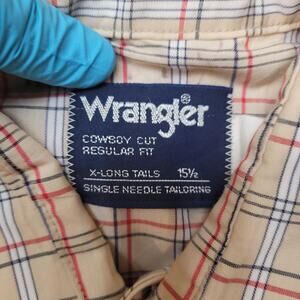 Wrangler
COWBOY CUT
REGULAR FIT
X-LONG TAILS 15½
SINGLE NEEDLE TAILORING